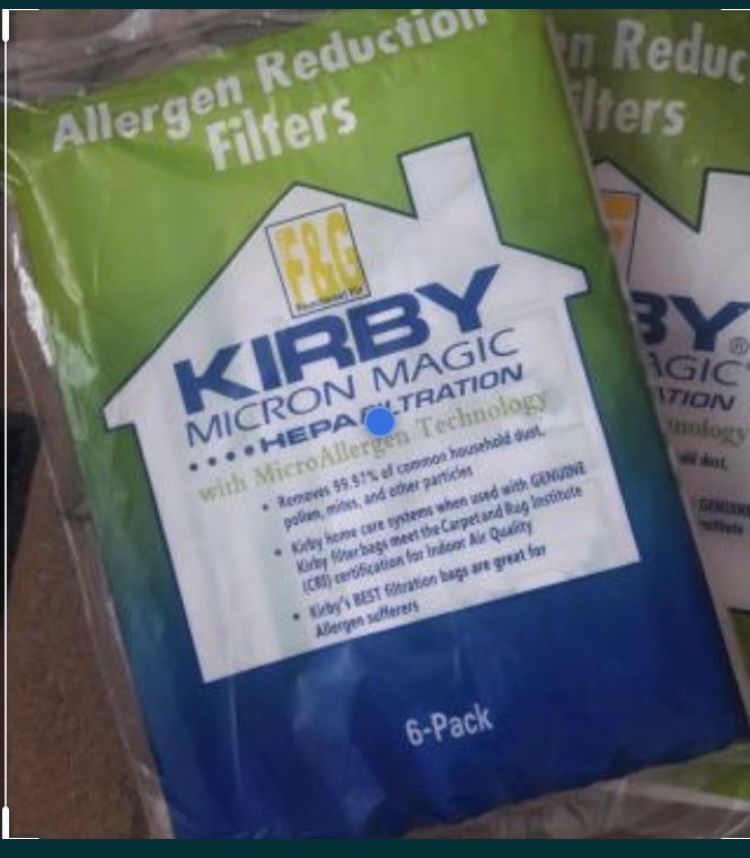 Allergen Reduction
Filters
F&G
KIRBY
MICRON MAGIC
HEPA FILTRATION
with MicroAllergen Technology
• Removes 99.97% of common household dust,
pollen, mites, and other particles
• Kirby home care systems when used with GENUINE
Kirby filter bags meet the Carpet and Rug Institute
(CRI) certification for Indoor Air Quality
• Kirby's BEST filtration bags are great for
Allergen sufferers
6-Pack
n Reduc
lters
BY®
AGIC
ATION
nology
dust,
GENUINE